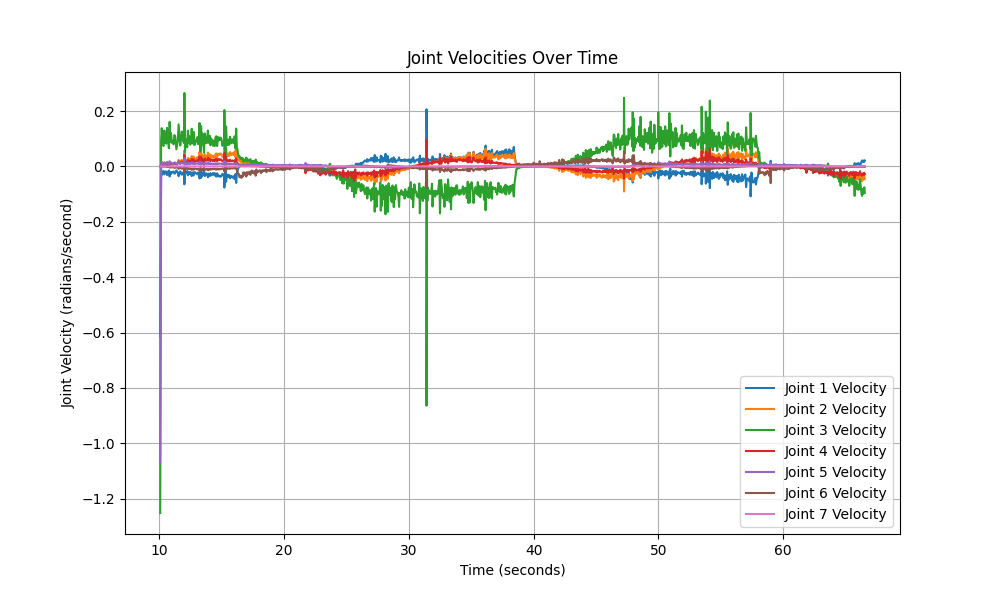 Joint Velocities Over Time
Joint Velocity (radians/second)
0.2
0.0
−0.2
−0.4
−0.6
−0.8
−1.0
−1.2
10 20 30 40 50 60
Time (seconds)
Joint 1 Velocity
Joint 2 Velocity
Joint 3 Velocity
Joint 4 Velocity
Joint 5 Velocity
Joint 6 Velocity
Joint 7 Velocity